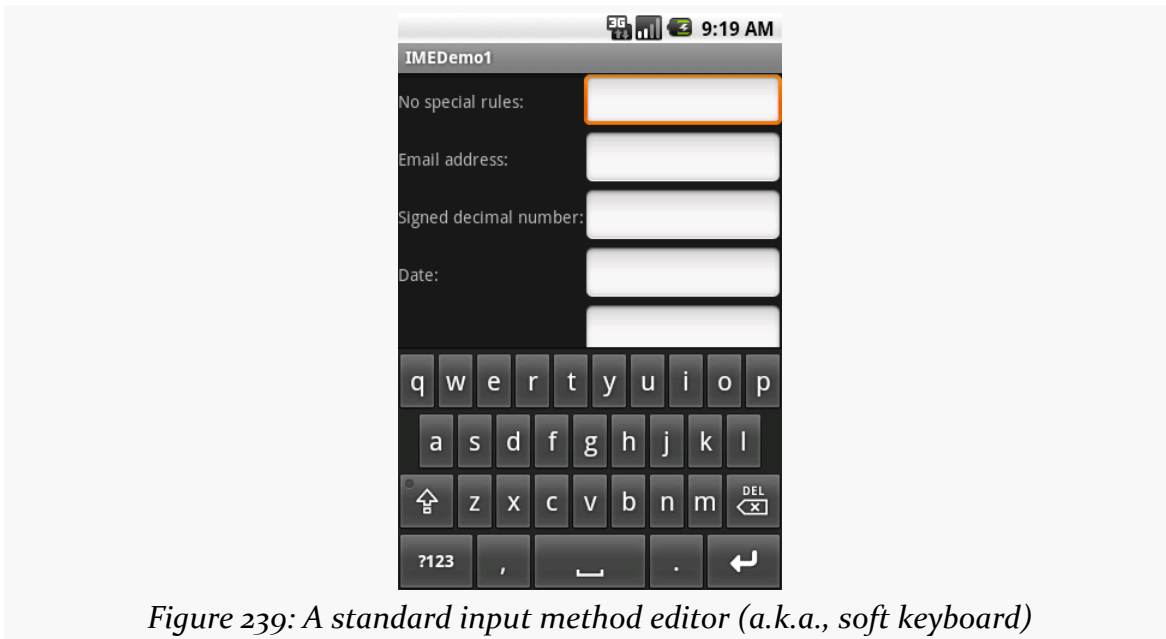 3G 9:19 AM
IMEDemo1
No special rules:
Email address:
Signed decimal number:
Date:
q w e r t y u i o p
a s d f g h j k l
z x c v b n m DEL
?123 , .
Figure 239: A standard input method editor (a.k.a., soft keyboard)